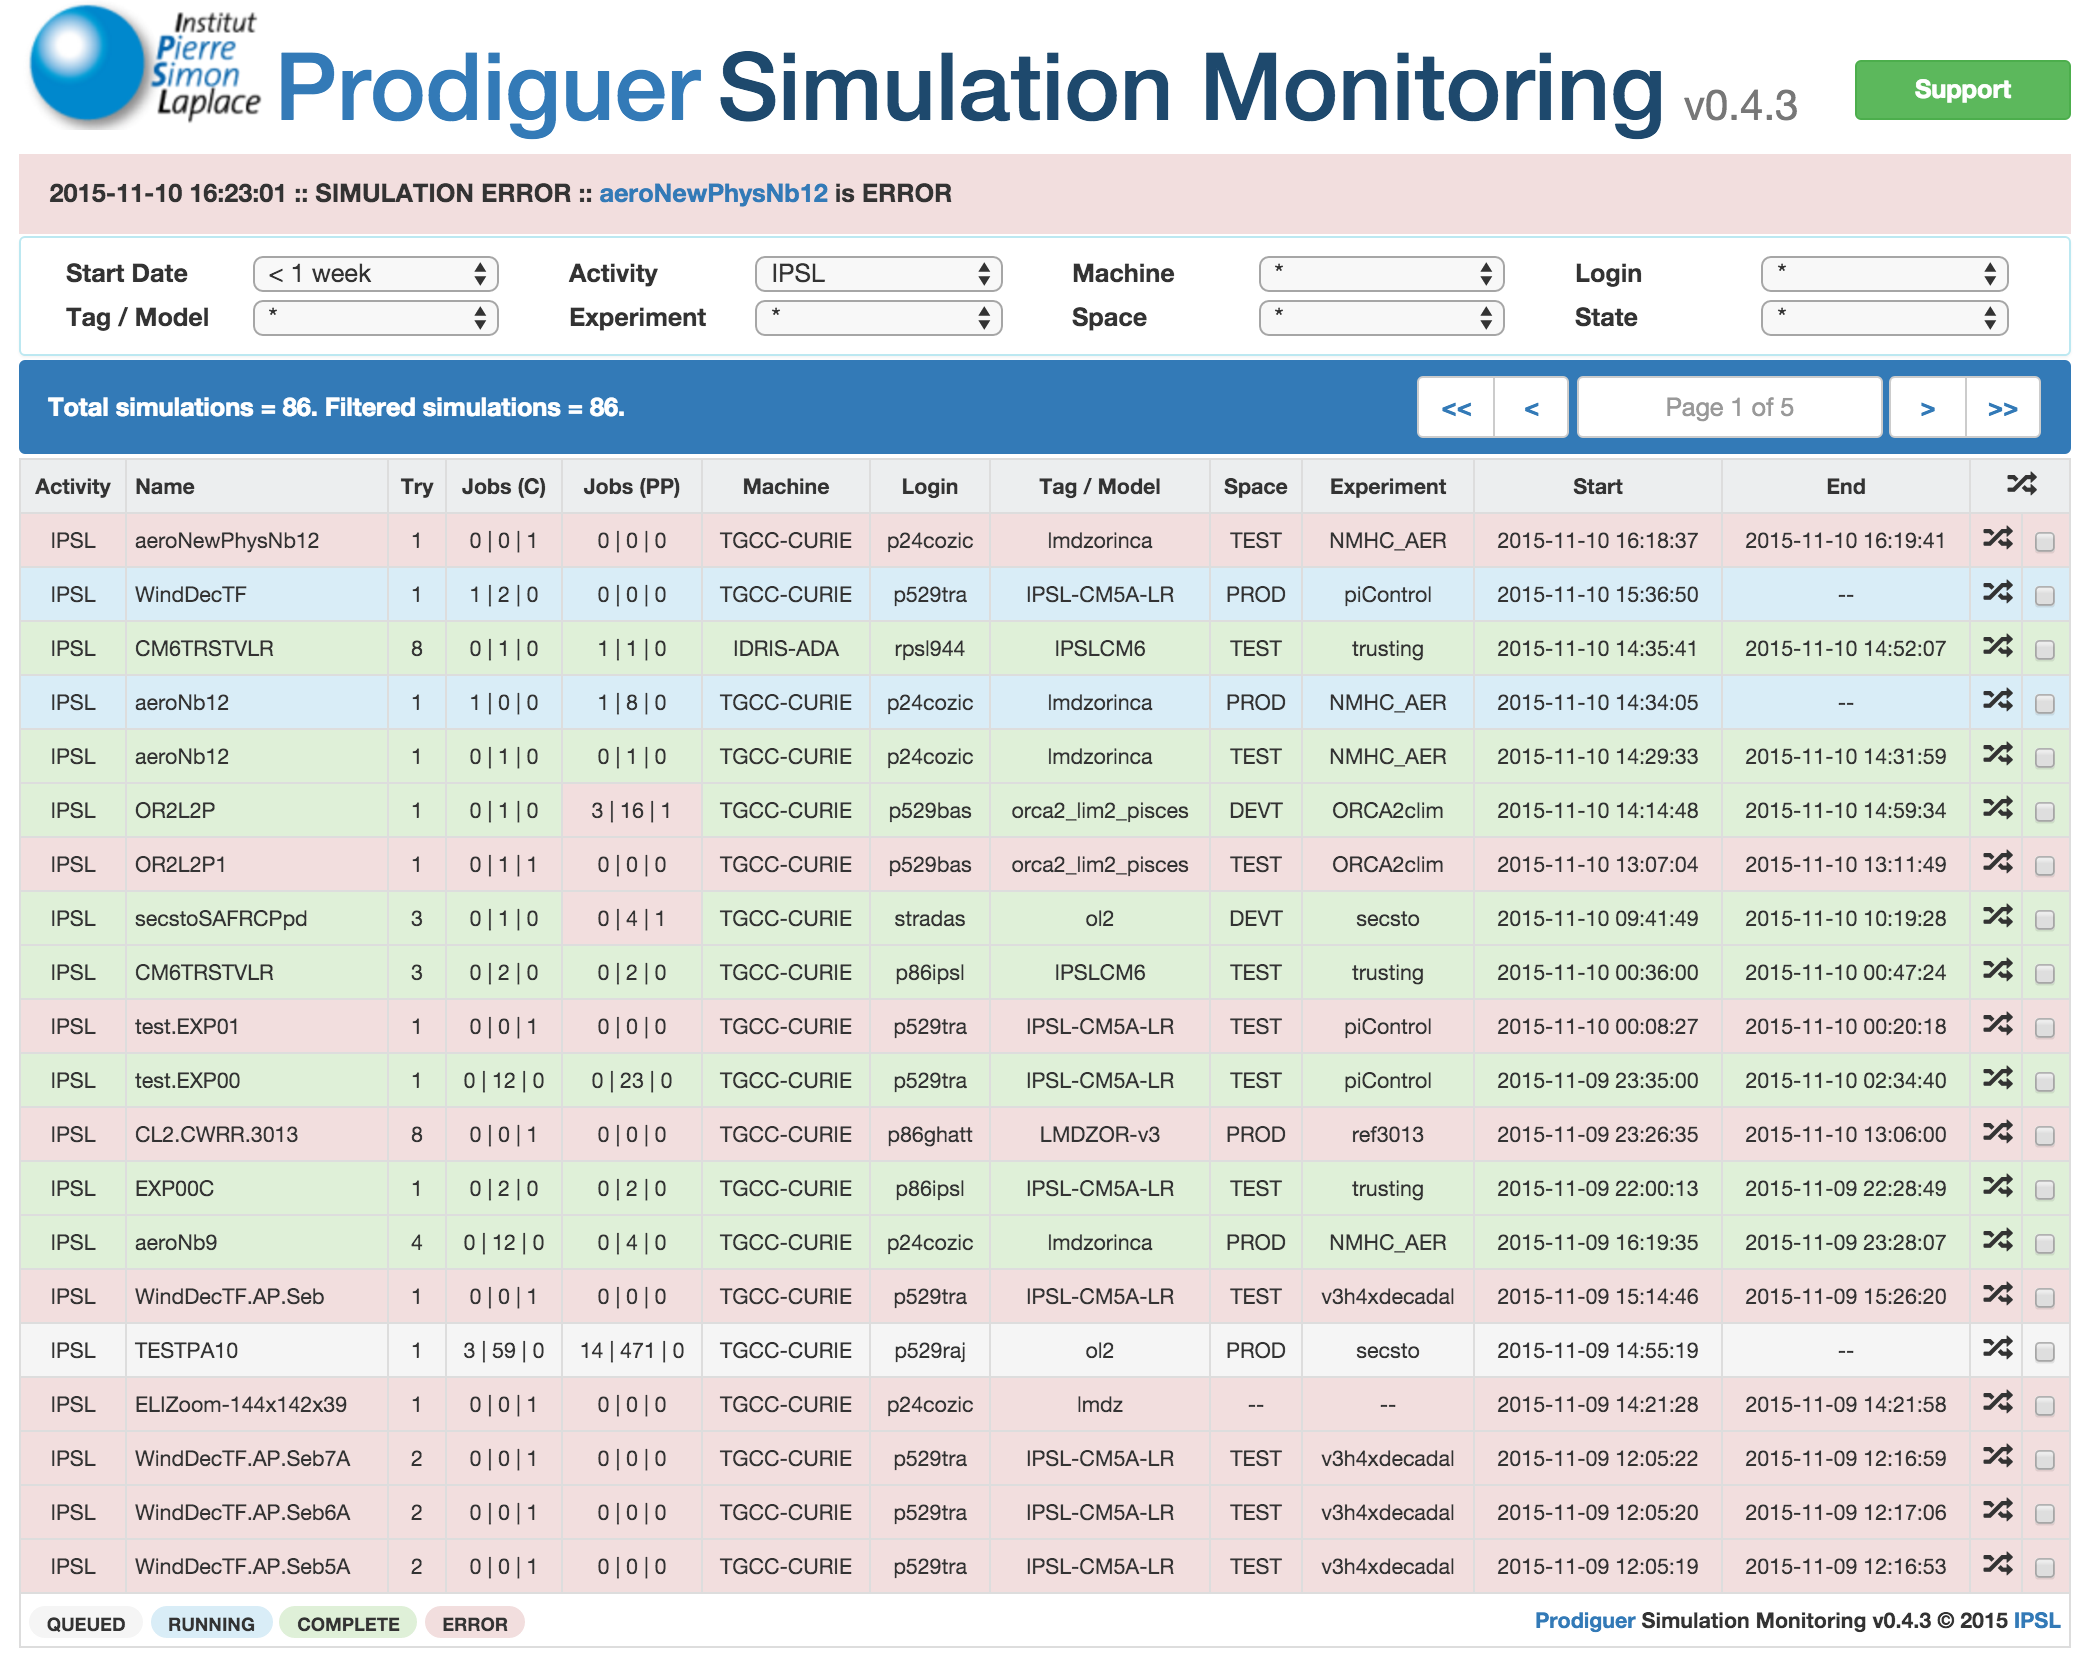 Institut
Pierre
Simon
Laplace
Prodiguer Simulation Monitoring v0.4.3
Support
2015-11-10 16:23:01 :: SIMULATION ERROR :: aeroNewPhysNb12 is ERROR
Start Date < 1 week Activity IPSL Machine * Login *
Tag / Model * Experiment * Space * State *
Total simulations = 86. Filtered simulations = 86. << < Page 1 of 5 > >>
Activity Name Try Jobs (C) Jobs (PP) Machine Login Tag / Model Space Experiment Start End
IPSL aeroNewPhysNb12 1 0 | 0 | 1 0 | 0 | 0 TGCC-CURIE p24cozic lmdzorinca TEST NMHC_AER 2015-11-10 16:18:37 2015-11-10 16:19:41
IPSL WindDecTF 1 1 | 2 | 0 0 | 0 | 0 TGCC-CURIE p529tra IPSL-CM5A-LR PROD piControl 2015-11-10 15:36:50 --
IPSL CM6TRSTVLR 8 0 | 1 | 0 1 | 1 | 0 IDRIS-ADA rpsl944 IPSLCM6 TEST trusting 2015-11-10 14:35:41 2015-11-10 14:52:07
IPSL aeroNb12 1 1 | 0 | 0 1 | 8 | 0 TGCC-CURIE p24cozic lmdzorinca PROD NMHC_AER 2015-11-10 14:34:05 --
IPSL aeroNb12 1 0 | 1 | 0 0 | 1 | 0 TGCC-CURIE p24cozic lmdzorinca TEST NMHC_AER 2015-11-10 14:29:33 2015-11-10 14:31:59
IPSL OR2L2P 1 0 | 1 | 0 3 | 16 | 1 TGCC-CURIE p529bas orca2_lim2_pisces DEVT ORCA2clim 2015-11-10 14:14:48 2015-11-10 14:59:34
IPSL OR2L2P1 1 0 | 1 | 1 0 | 0 | 0 TGCC-CURIE p529bas orca2_lim2_pisces TEST ORCA2clim 2015-11-10 13:07:04 2015-11-10 13:11:49
IPSL secstoSAFRCPpd 3 0 | 1 | 0 0 | 4 | 1 TGCC-CURIE stradas ol2 DEVT secsto 2015-11-10 09:41:49 2015-11-10 10:19:28
IPSL CM6TRSTVLR 3 0 | 2 | 0 0 | 2 | 0 TGCC-CURIE p86ipsl IPSLCM6 TEST trusting 2015-11-10 00:36:00 2015-11-10 00:47:24
IPSL test.EXP01 1 0 | 0 | 1 0 | 0 | 0 TGCC-CURIE p529tra IPSL-CM5A-LR TEST piControl 2015-11-10 00:08:27 2015-11-10 00:20:18
IPSL test.EXP00 1 0 | 12 | 0 0 | 23 | 0 TGCC-CURIE p529tra IPSL-CM5A-LR TEST piControl 2015-11-09 23:35:00 2015-11-10 02:34:40
IPSL CL2.CWRR.3013 8 0 | 0 | 1 0 | 0 | 0 TGCC-CURIE p86ghatt LMDZOR-v3 PROD ref3013 2015-11-09 23:26:35 2015-11-10 13:06:00
IPSL EXP00C 1 0 | 2 | 0 0 | 2 | 0 TGCC-CURIE p86ipsl IPSL-CM5A-LR TEST trusting 2015-11-09 22:00:13 2015-11-09 22:28:49
IPSL aeroNb9 4 0 | 12 | 0 0 | 4 | 0 TGCC-CURIE p24cozic lmdzorinca PROD NMHC_AER 2015-11-09 16:19:35 2015-11-09 23:28:07
IPSL WindDecTF.AP.Seb 1 0 | 0 | 1 0 | 0 | 0 TGCC-CURIE p529tra IPSL-CM5A-LR TEST v3h4xdecadal 2015-11-09 15:14:46 2015-11-09 15:26:20
IPSL TESTPA10 1 3 | 59 | 0 14 | 471 | 0 TGCC-CURIE p529raj ol2 PROD secsto 2015-11-09 14:55:19 --
IPSL ELIZoom-144x142x39 1 0 | 0 | 1 0 | 0 | 0 TGCC-CURIE p24cozic lmdz -- -- 2015-11-09 14:21:28 2015-11-09 14:21:58
IPSL WindDecTF.AP.Seb7A 2 0 | 0 | 1 0 | 0 | 0 TGCC-CURIE p529tra IPSL-CM5A-LR TEST v3h4xdecadal 2015-11-09 12:05:22 2015-11-09 12:16:59
IPSL WindDecTF.AP.Seb6A 2 0 | 0 | 1 0 | 0 | 0 TGCC-CURIE p529tra IPSL-CM5A-LR TEST v3h4xdecadal 2015-11-09 12:05:20 2015-11-09 12:17:06
IPSL WindDecTF.AP.Seb5A 2 0 | 0 | 1 0 | 0 | 0 TGCC-CURIE p529tra IPSL-CM5A-LR TEST v3h4xdecadal 2015-11-09 12:05:19 2015-11-09 12:16:53
QUEUED RUNNING COMPLETE ERROR Prodiguer Simulation Monitoring v0.4.3 © 2015 IPSL